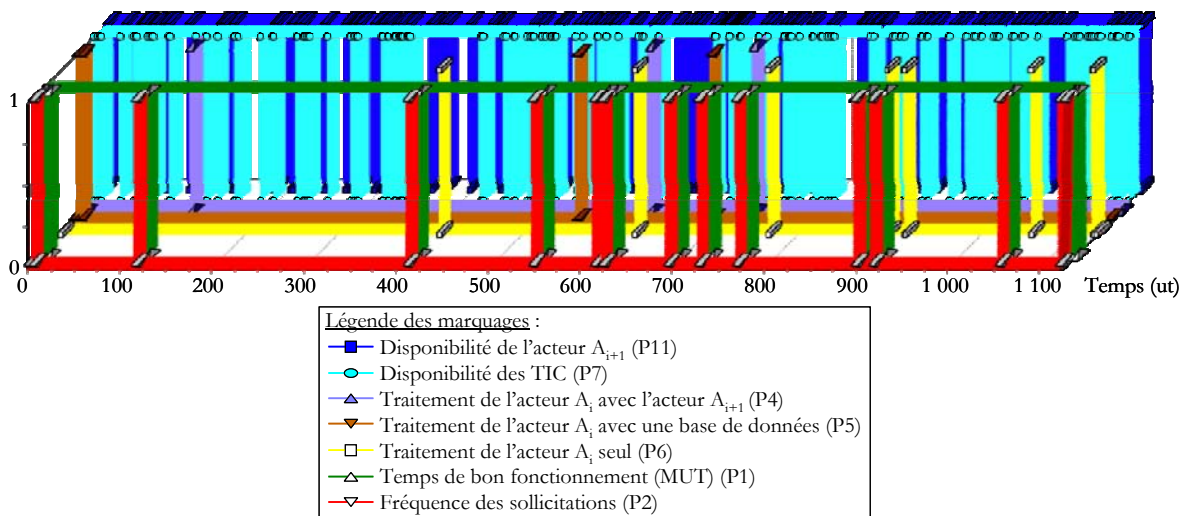 1
0
0 100 200 300 400 500 600 700 800 900 1 000 1 100 Temps (ut)
Légende des marquages :
Disponibilité de l'acteur Ai+1 (P11)
Disponibilité des TIC (P7)
Traitement de l'acteur Ai avec l'acteur Ai+1 (P4)
Traitement de l'acteur Ai avec une base de données (P5)
Traitement de l'acteur Ai seul (P6)
Temps de bon fonctionnement (MUT) (P1)
Fréquence des sollicitations (P2)